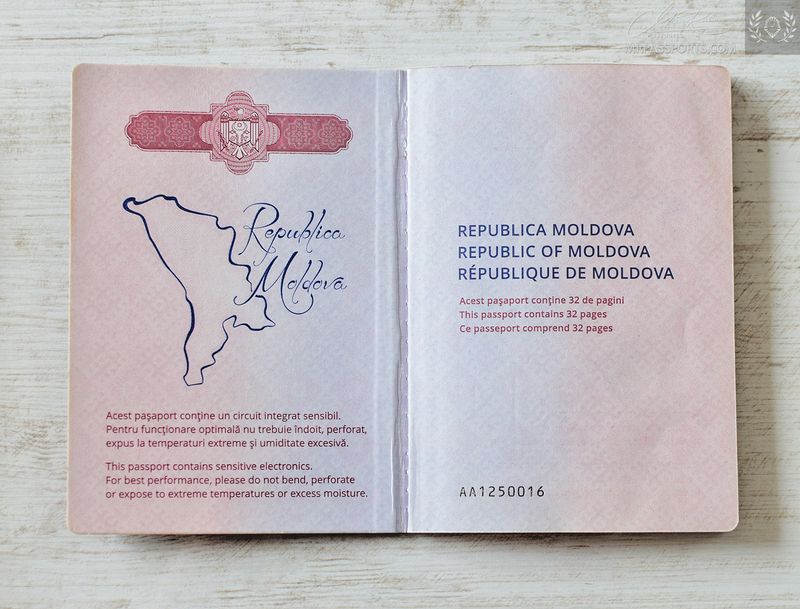 MIRPASSPORTS.COM
Republica
Moldova
Acest paşaport conţine un circuit integrat sensibil.
Pentru funcţionare optimală nu trebuie îndoit, perforat,
expus la temperaturi extreme şi umiditate excesivă.
This passport contains sensitive electronics.
For best performance, please do not bend, perforate
or expose to extreme temperatures or excess moisture.
REPUBLICA MOLDOVA
REPUBLIC OF MOLDOVA
RÉPUBLIQUE DE MOLDOVA
Acest paşaport conţine 32 de pagini
This passport contains 32 pages
Ce passeport comprend 32 pages
AA1250016